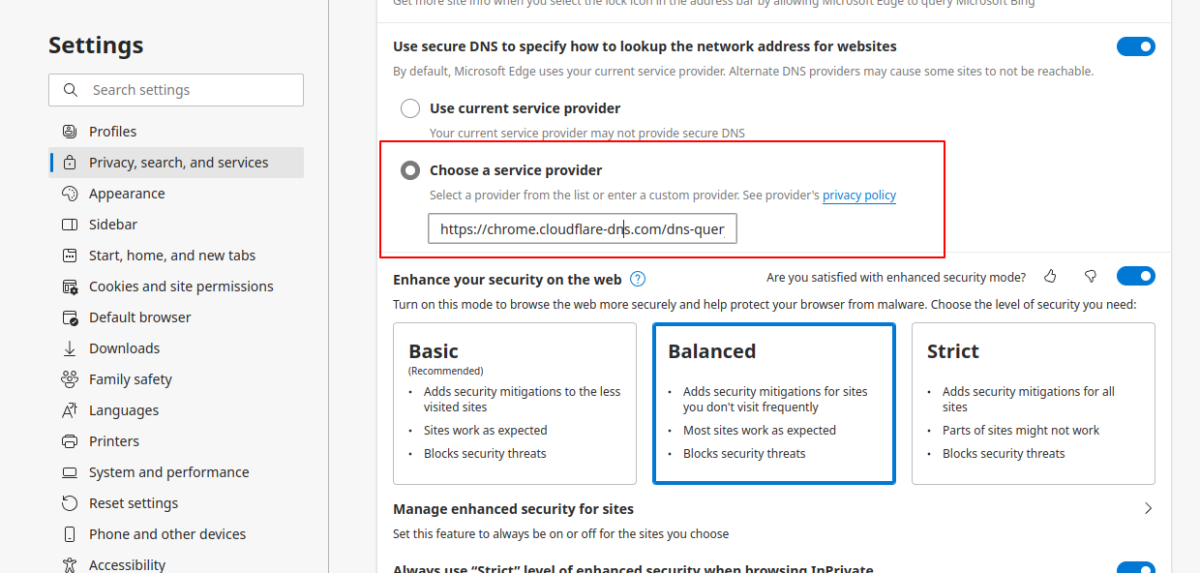 Get more site info when you select the lock icon in the address bar by allowing Microsoft Edge to query Microsoft Bing
Settings
Search settings
Profiles
Privacy, search, and services
Appearance
Sidebar
Start, home, and new tabs
Cookies and site permissions
Default browser
Downloads
Family safety
Languages
Printers
System and performance
Reset settings
Phone and other devices
Accessibility
Use secure DNS to specify how to lookup the network address for websites
By default, Microsoft Edge uses your current service provider. Alternate DNS providers may cause some sites to not be reachable.
Use current service provider
Your current service provider may not provide secure DNS
Choose a service provider
Select a provider from the list or enter a custom provider. See provider's privacy policy
https://chrome.cloudflare-dns.com/dns-quer
Enhance your security on the web
Are you satisfied with enhanced security mode?
Turn on this mode to browse the web more securely and help protect your browser from malware. Choose the level of security you need:
Basic
(Recommended)
• Adds security mitigations to the less
visited sites
• Sites work as expected
• Blocks security threats
Balanced
• Adds security mitigations for sites
you don't visit frequently
• Most sites work as expected
• Blocks security threats
Strict
• Adds security mitigations for all
sites
• Parts of sites might not work
• Blocks security threats
Manage enhanced security for sites
Set this feature to always be on or off for the sites you choose
Always use “Strict” level of enhanced security when browsing InPrivate